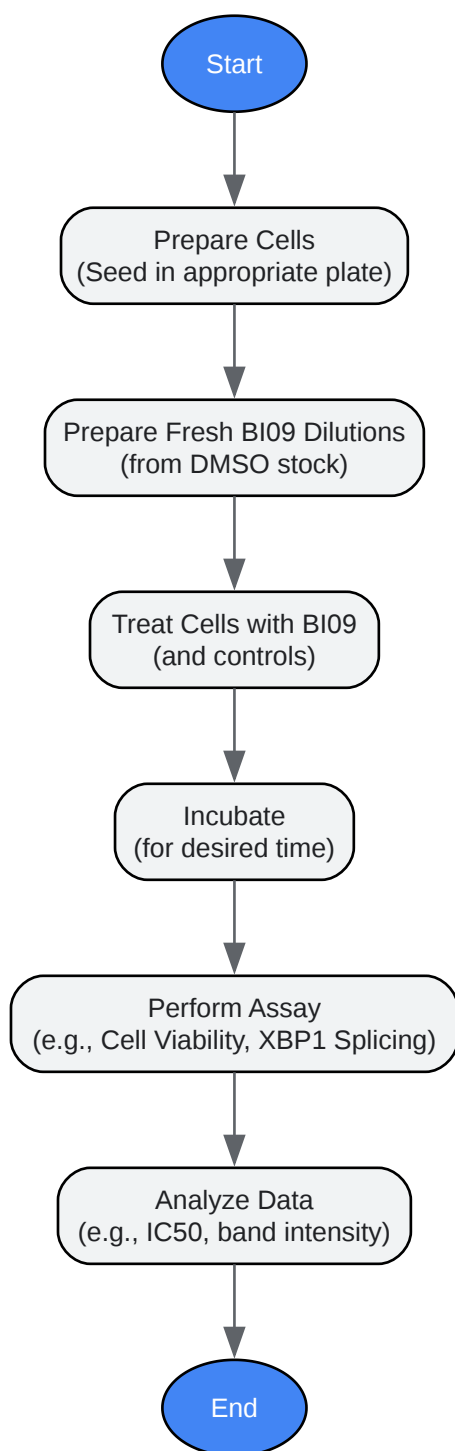 Start
Prepare Cells
(Seed in appropriate plate)
Prepare Fresh BI09 Dilutions
(from DMSO stock)
Treat Cells with BI09
(and controls)
Incubate
(for desired time)
Perform Assay
(e.g., Cell Viability, XBP1 Splicing)
Analyze Data
(e.g., IC50, band intensity)
End